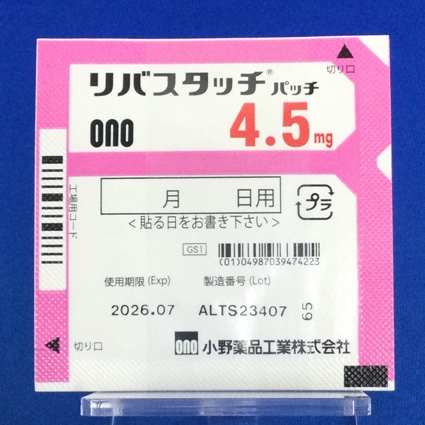 切り口
リバスタッチ®パッチ
ono 4.5mg
月 日用
<貼る日をお書き下さい>
プラ
工場用コード
GS1
(01)04987039474223
使用期限(Exp) 製造番号(Lot)
2026.07 ALTS23407 65
切り口
ono 小野薬品工業株式会社